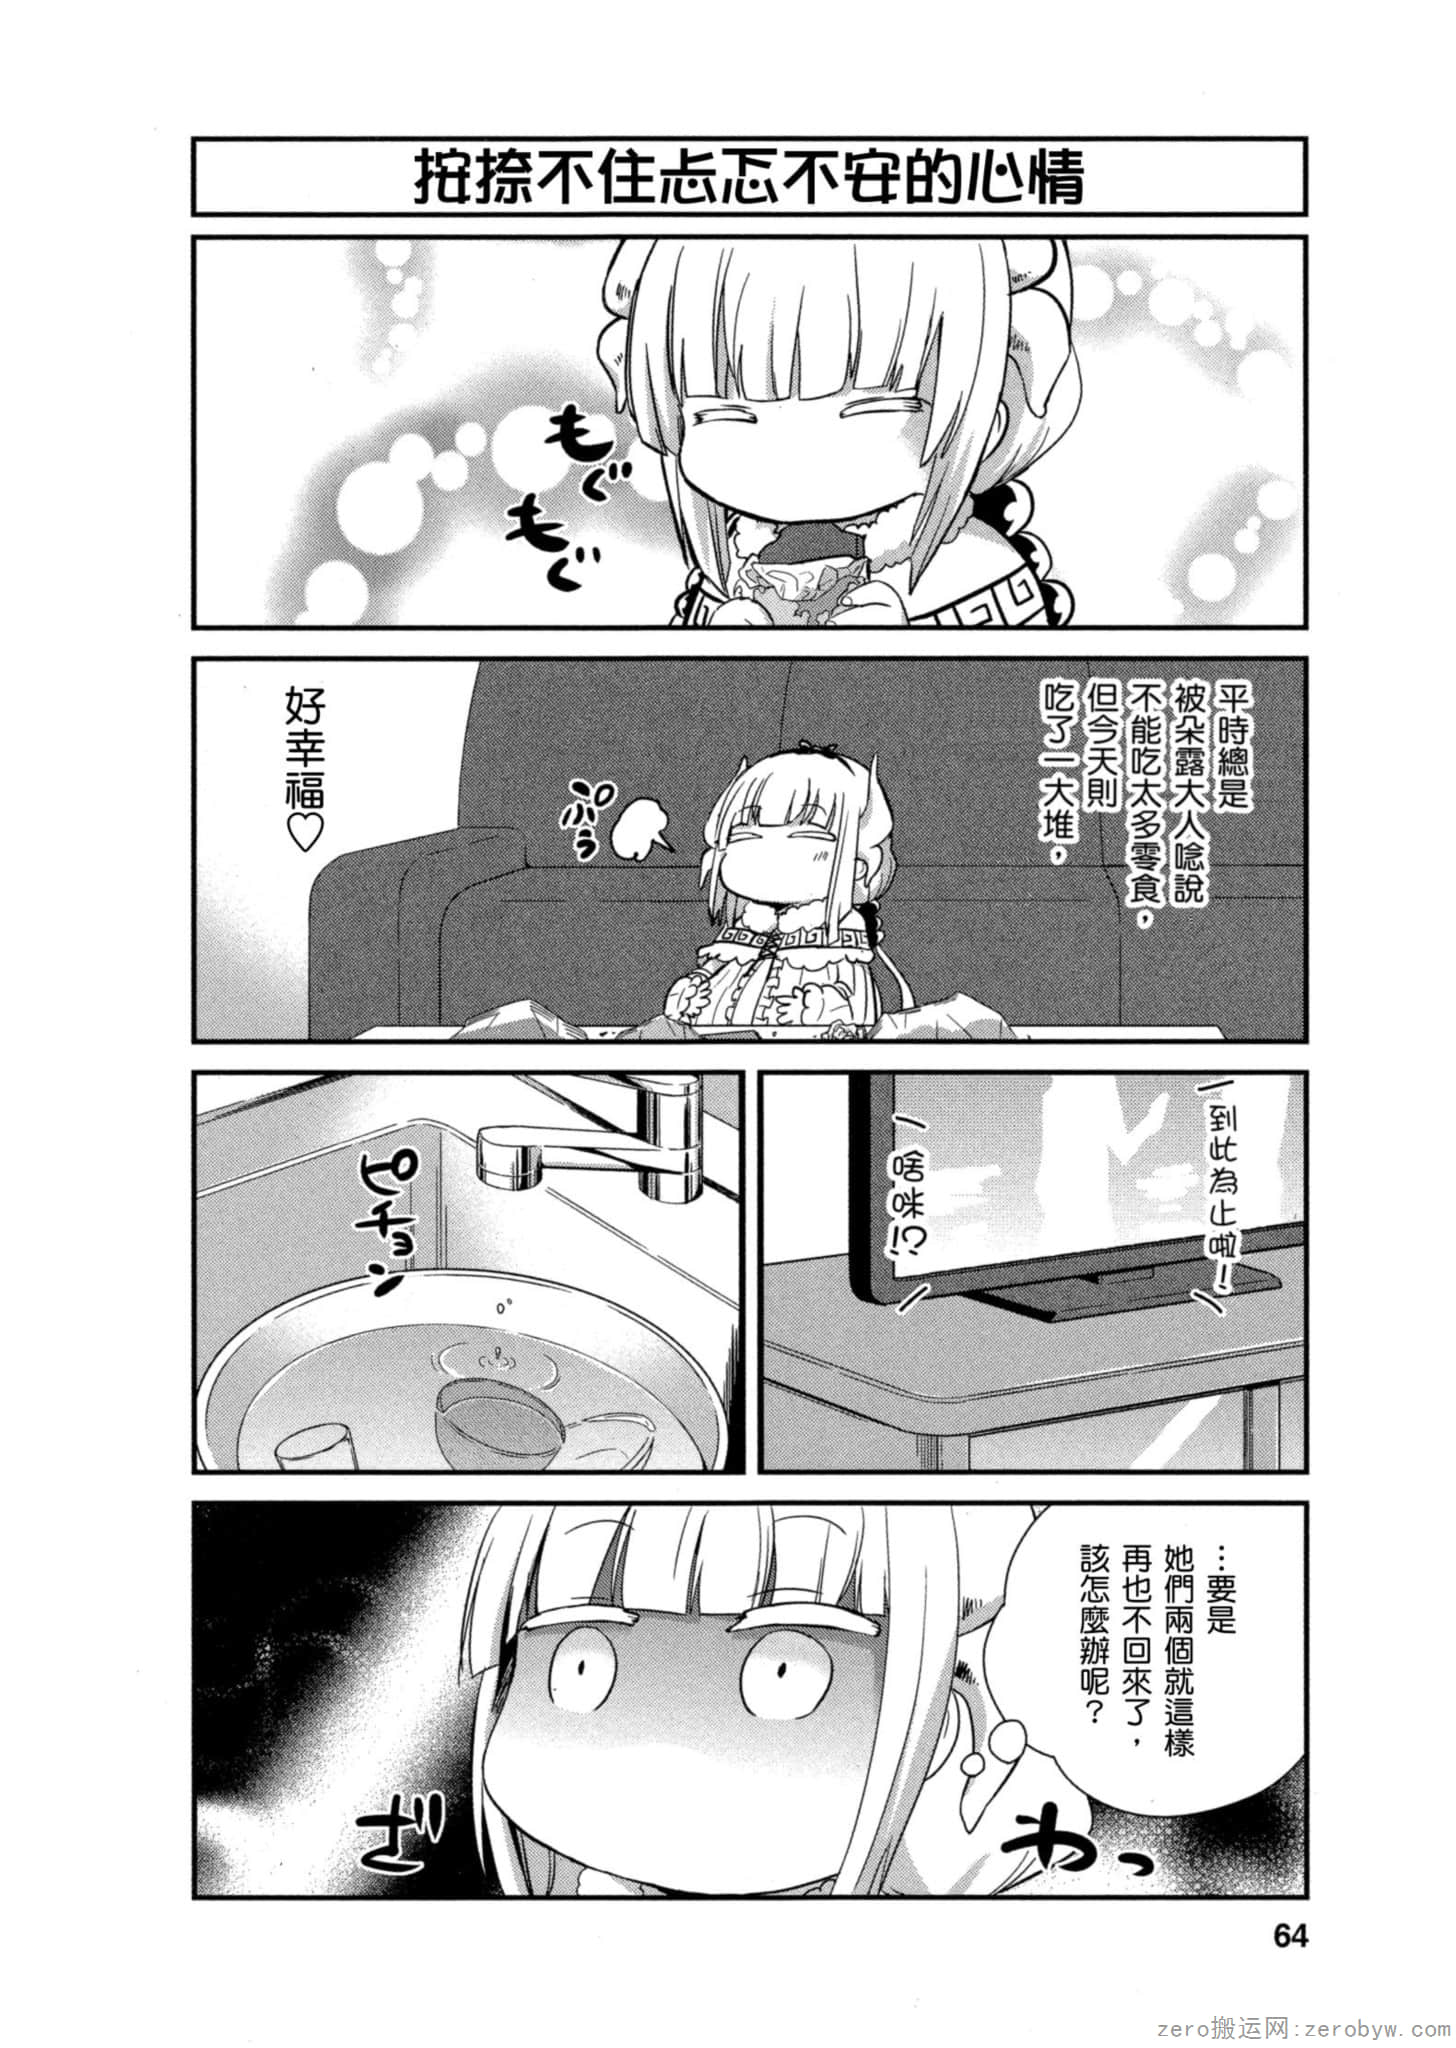 按捺不住忐忑不安的心情
もぐ
もぐ
平時總是
被朵露大人唸說
不能吃太多零食，
但今天則
吃了一大堆，
ぷぅ
好幸福♡
到此為止啦！
啥咪!?
ピチョン
…要是
她們兩個就這樣
再也不回來了，
該怎麼辦呢？
ざ
わっ
64
zero搬运网:zerobyw.com